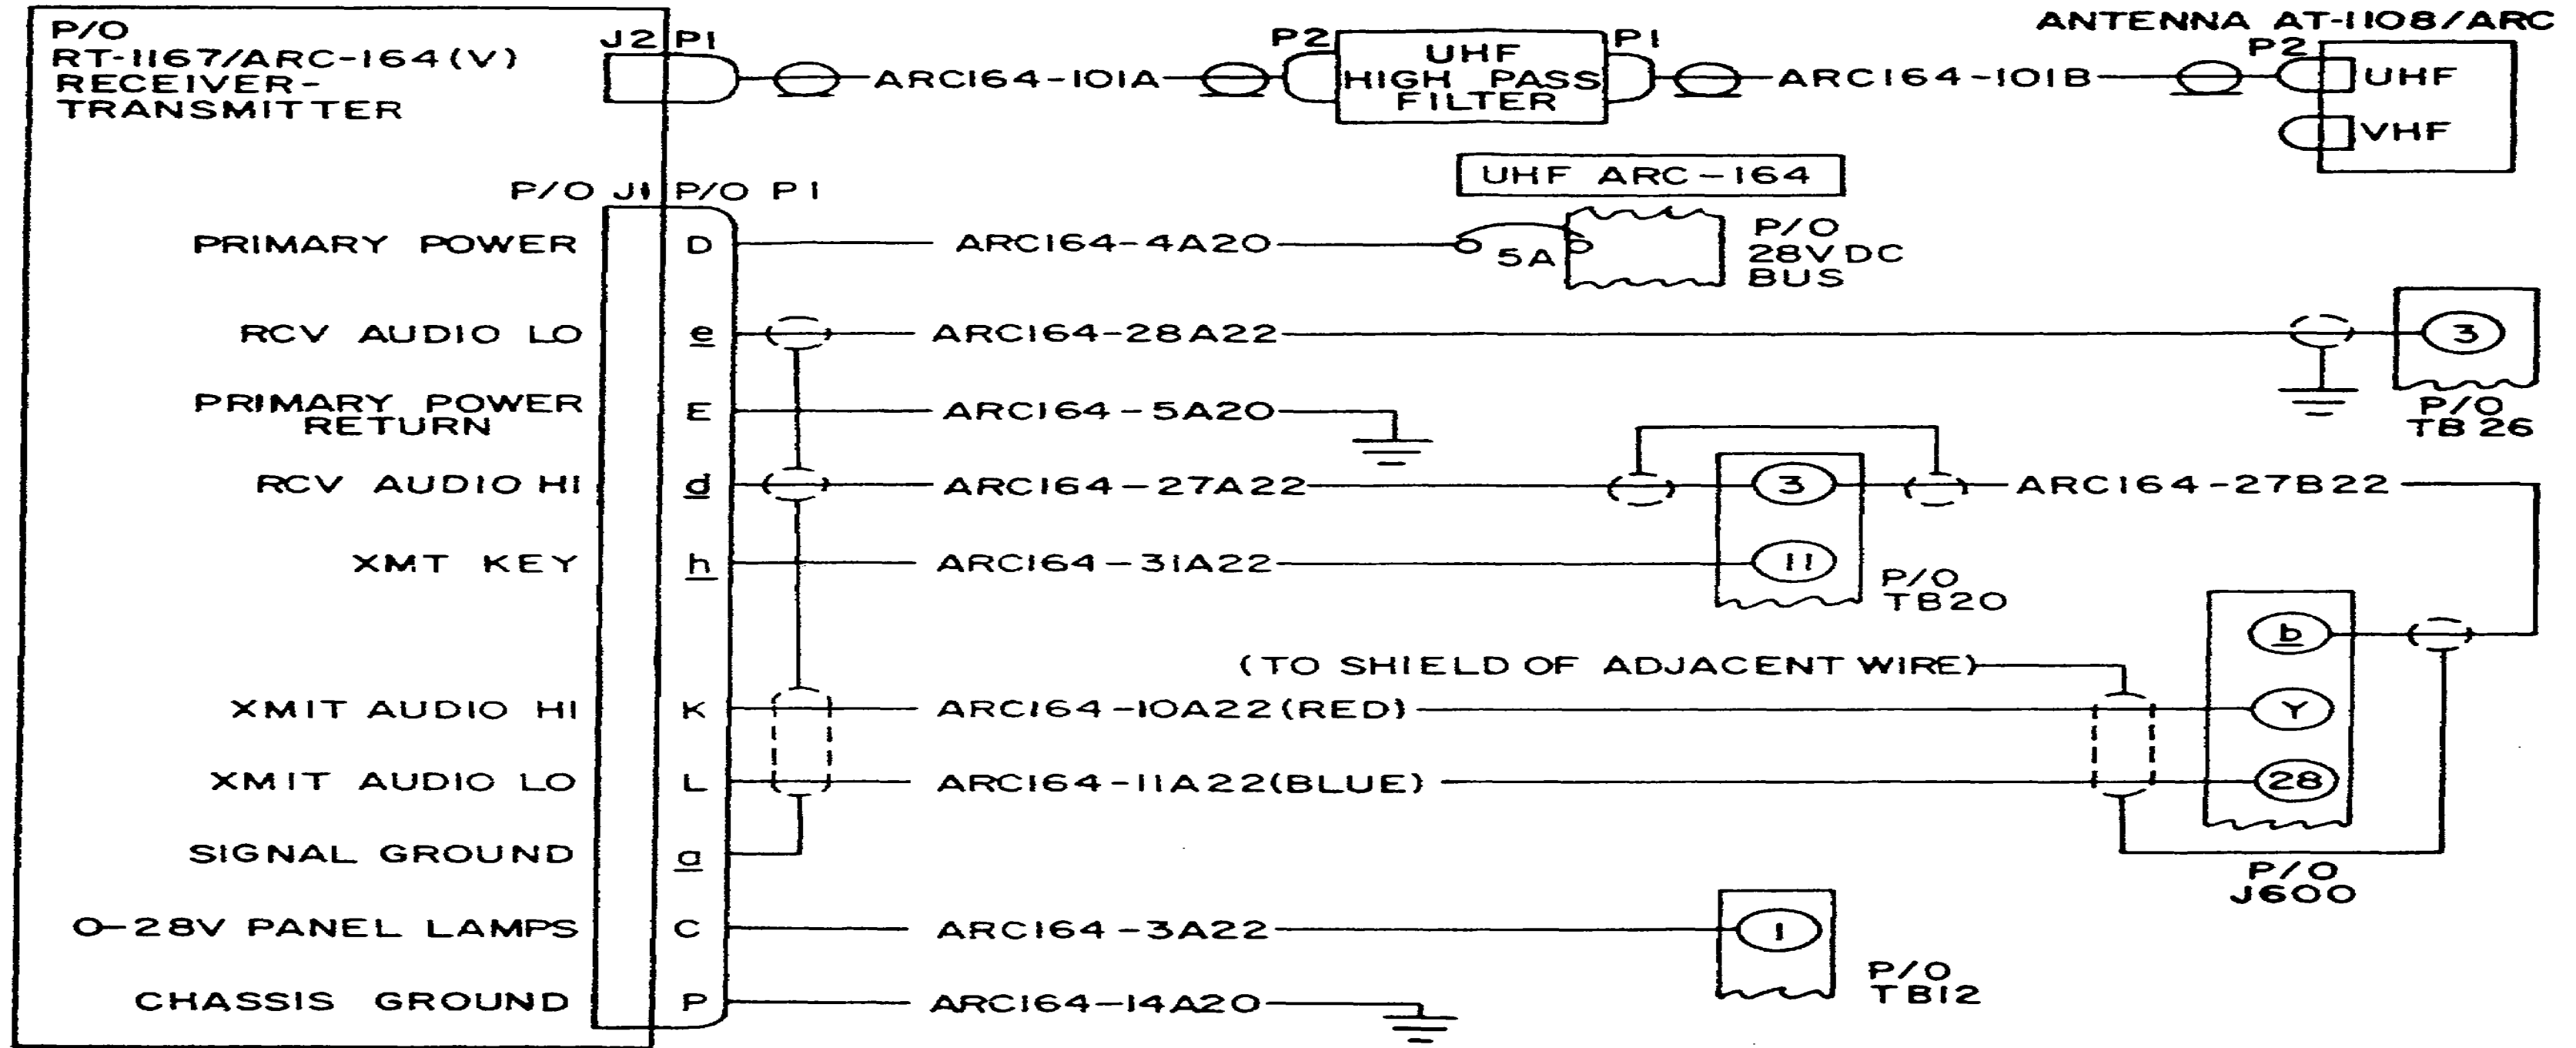 P/O
RT-1167/ARC-164(V)
RECEIVER-
TRANSMITTER
J2 P1
ARC164-101A
P2
UHF
HIGH PASS
FILTER
P1
ARC164-101B
ANTENNA AT-1108/ARC
P2
UHF
VHF
P/O J1 P/O P1
UHF ARC-164
PRIMARY POWER D ARC164-4A20
5A
P/O
28VDC
BUS
RCV AUDIO LO e ARC164-28A22 3
P/O
TB26
PRIMARY POWER
RETURN
E ARC164-5A20
RCV AUDIO HI d ARC164-27A22 3 ARC164-27B22
XMT KEY h ARC164-31A22 11
P/O
TB20
b
(TO SHIELD OF ADJACENT WIRE)
XMIT AUDIO HI K ARC164-10A22(RED) Y
XMIT AUDIO LO L ARC164-11A22(BLUE) 28
SIGNAL GROUND a
P/O
J600
0-28V PANEL LAMPS C ARC164-3A22 1
P/O
TB12
CHASSIS GROUND P ARC164-14A20